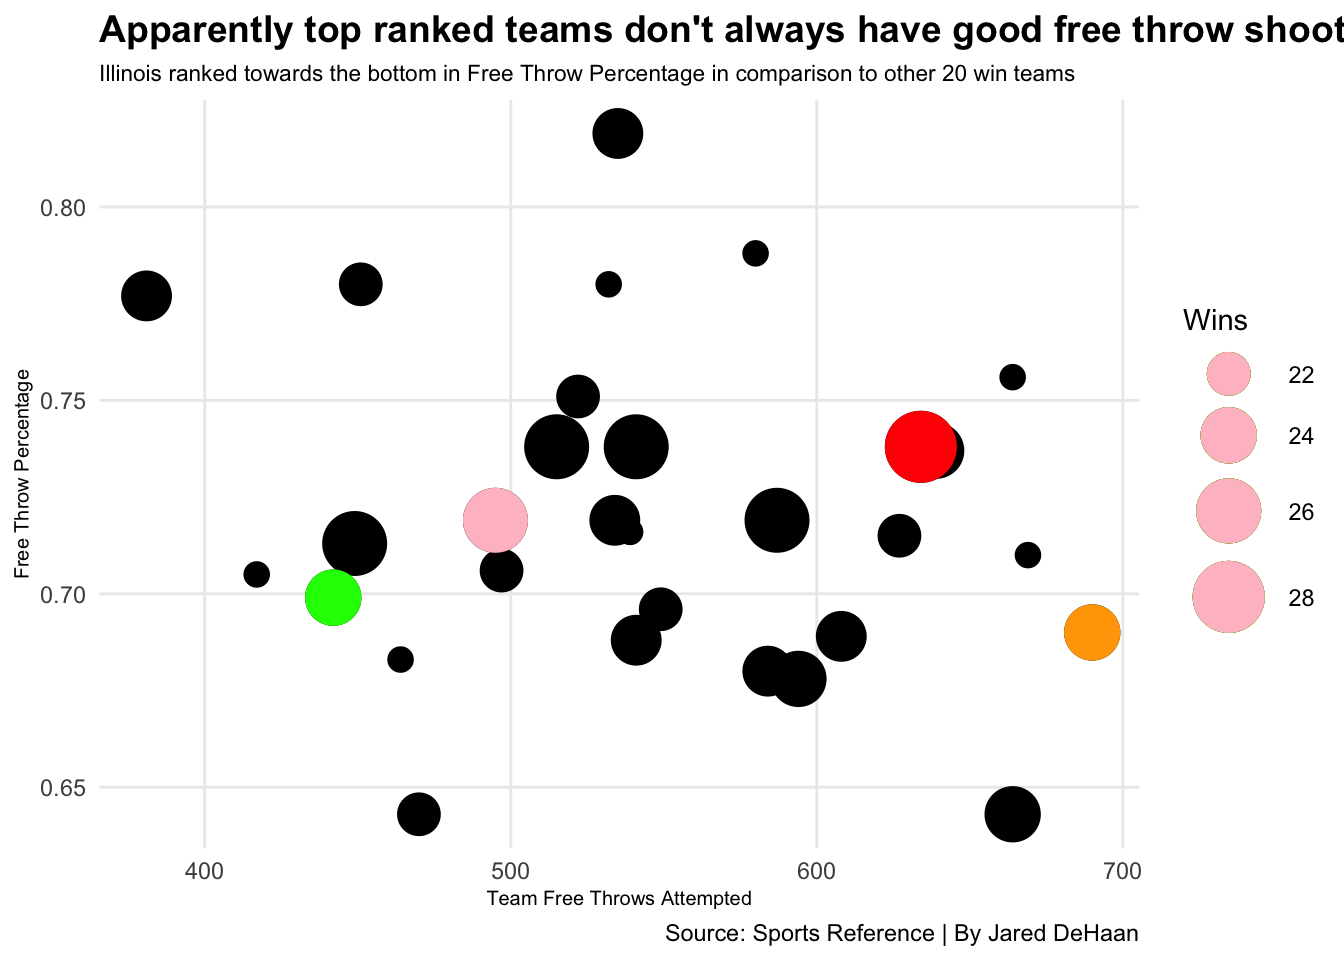 Apparently top ranked teams don't always have good free throw shoot
Illinois ranked towards the bottom in Free Throw Percentage in comparison to other 20 win teams
0.80
0.75
0.70
0.65
Free Throw Percentage
400 500 600 700
Team Free Throws Attempted
Wins
22
24
26
28
Source: Sports Reference | By Jared DeHaan